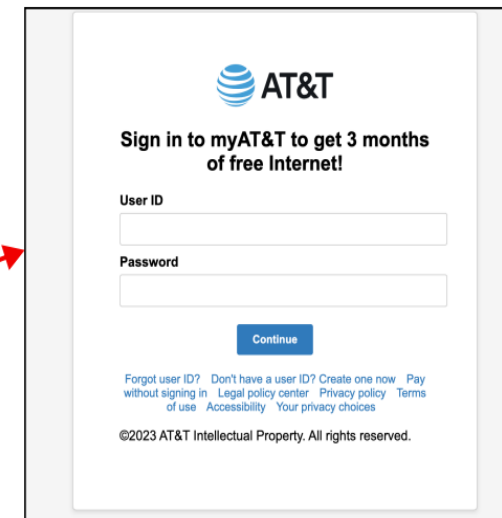 AT&T
Sign in to myAT&T to get 3 months
of free Internet!
User ID
Password
Continue
Forgot user ID? Don't have a user ID? Create one now Pay
without signing in Legal policy center Privacy policy Terms
of use Accessibility Your privacy choices
©2023 AT&T Intellectual Property. All rights reserved.